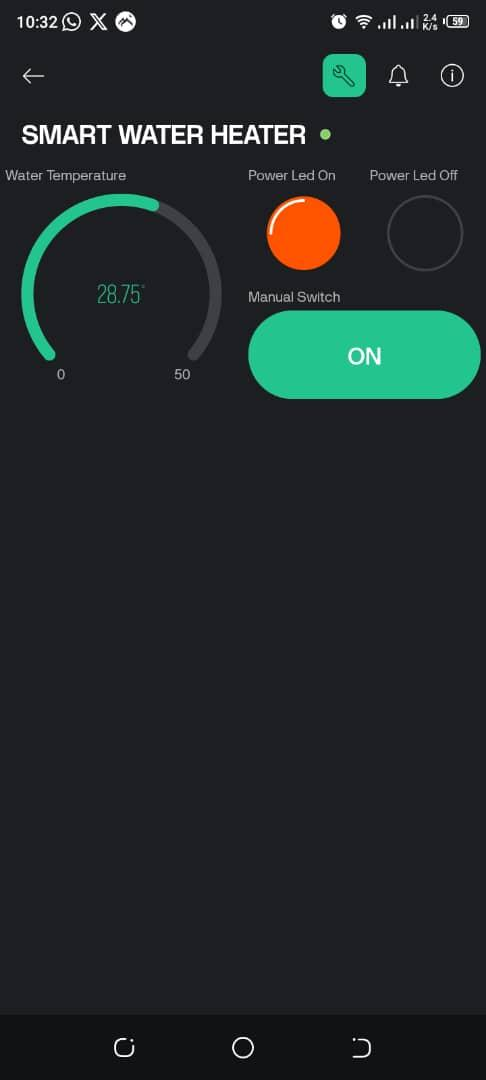 10:32 2.4 K/s 59
SMART WATER HEATER
Water Temperature
Power Led On
Power Led Off
28.75°
Manual Switch
ON
0
50